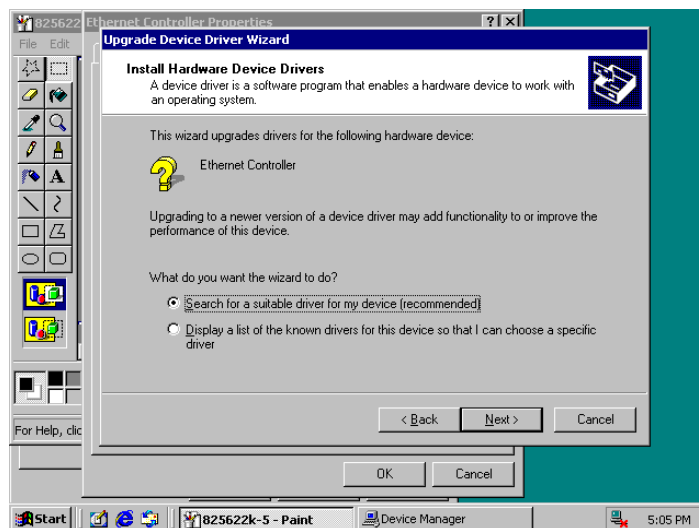 825622
Ethernet Controller Properties
File Edit
Upgrade Device Driver Wizard
Install Hardware Device Drivers
A device driver is a software program that enables a hardware device to work with
an operating system.
This wizard upgrades drivers for the following hardware device:
Ethernet Controller
Upgrading to a newer version of a device driver may add functionality to or improve the
performance of this device.
What do you want the wizard to do?
Search for a suitable driver for my device (recommended)
Display a list of the known drivers for this device so that I can choose a specific
driver
< Back Next > Cancel
For Help, clic
OK Cancel
Start 825622k-5 - Paint Device Manager 5:05 PM